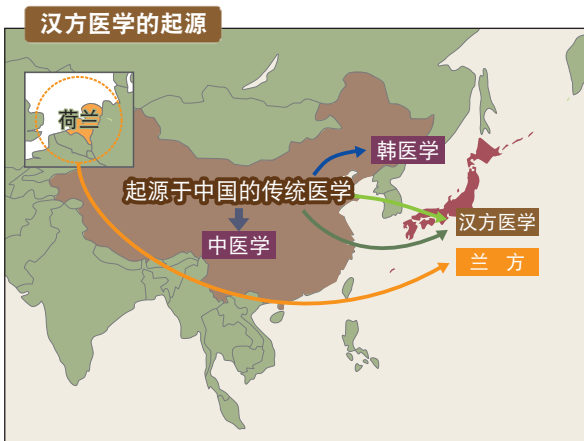 汉方医学的起源
荷兰
韩医学
起源于中国的传统医学
汉方医学
中医学
兰 方